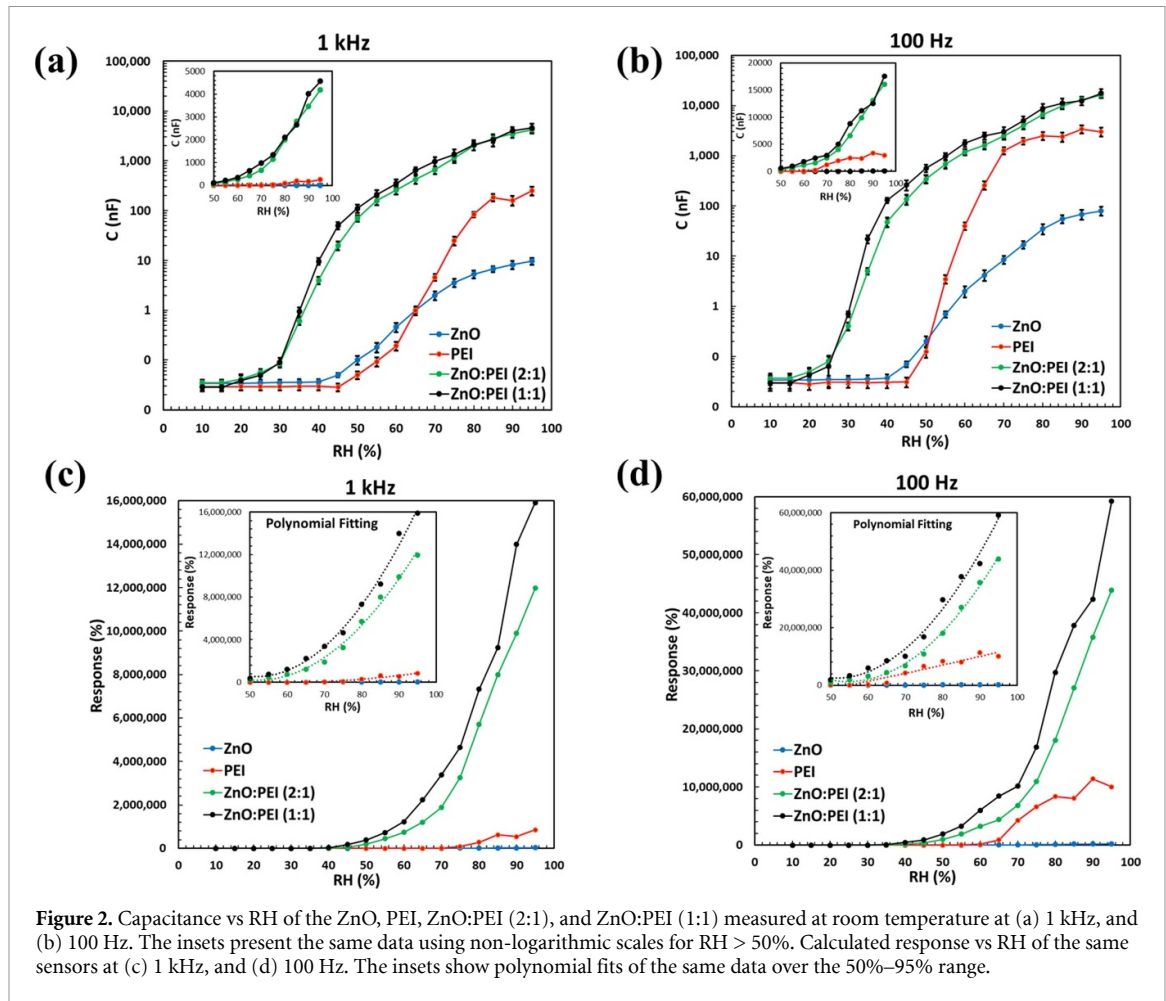 (a)
1 kHz
100,000
10,000
1,000
100
10
1
0
0
C (nF)
0 10 20 30 40 50 60 70 80 90 100
RH (%)
5000
4000
3000
2000
1000
0
C (nF)
50 60 70 80 90 100
RH (%)
ZnO
PEI
ZnO:PEI (2:1)
ZnO:PEI (1:1)
(b)
100 Hz
100,000
10,000
1,000
100
10
1
0
0
C (nF)
0 10 20 30 40 50 60 70 80 90 100
RH (%)
20000
15000
10000
5000
0
C (nF)
50 60 70 80 90 100
RH (%)
ZnO
PEI
ZnO:PEI (2:1)
ZnO:PEI (1:1)
(c)
1 kHz
16,000,000
14,000,000
12,000,000
10,000,000
8,000,000
6,000,000
4,000,000
2,000,000
0
Response (%)
0 10 20 30 40 50 60 70 80 90 100
RH (%)
Polynomial Fitting
16,000,000
12,000,000
8,000,000
4,000,000
0
Response (%)
50 60 70 80 90 100
RH (%)
ZnO
PEI
ZnO:PEI (2:1)
ZnO:PEI (1:1)
(d)
100 Hz
60,000,000
50,000,000
40,000,000
30,000,000
20,000,000
10,000,000
0
Response (%)
0 10 20 30 40 50 60 70 80 90 100
RH (%)
Polynomial Fitting
60,000,000
40,000,000
20,000,000
0
Response (%)
50 60 70 80 90 100
RH (%)
ZnO
PEI
ZnO:PEI (2:1)
ZnO:PEI (1:1)
Figure 2. Capacitance vs RH of the ZnO, PEI, ZnO:PEI (2:1), and ZnO:PEI (1:1) measured at room temperature at (a) 1 kHz, and
(b) 100 Hz. The insets present the same data using non-logarithmic scales for RH > 50%. Calculated response vs RH of the same
sensors at (c) 1 kHz, and (d) 100 Hz. The insets show polynomial fits of the same data over the 50%–95% range.